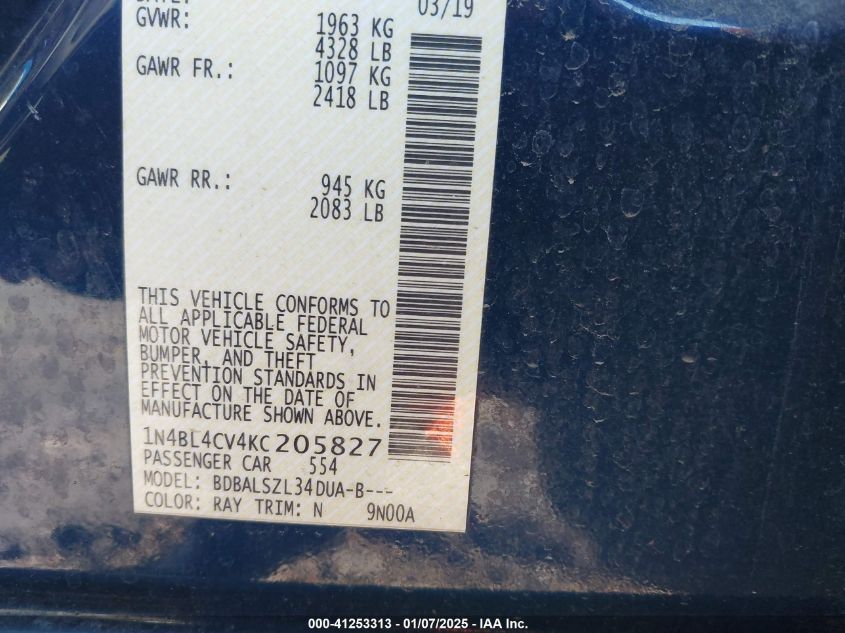 03/19
GVWR: 1963 KG
4328 LB
GAWR FR.: 1097 KG
2418 LB
GAWR RR.: 945 KG
2083 LB
THIS VEHICLE CONFORMS TO
ALL APPLICABLE FEDERAL
MOTOR VEHICLE SAFETY,
BUMPER, AND THEFT
PREVENTION STANDARDS IN
EFFECT ON THE DATE OF
MANUFACTURE SHOWN ABOVE.
1N4BL4CV4KC205827
PASSENGER CAR 554
MODEL: BDBALSZL34DUA-B---
COLOR: RAY TRIM: N 9N00A
000-41253313 - 01/07/2025 - IAA Inc.